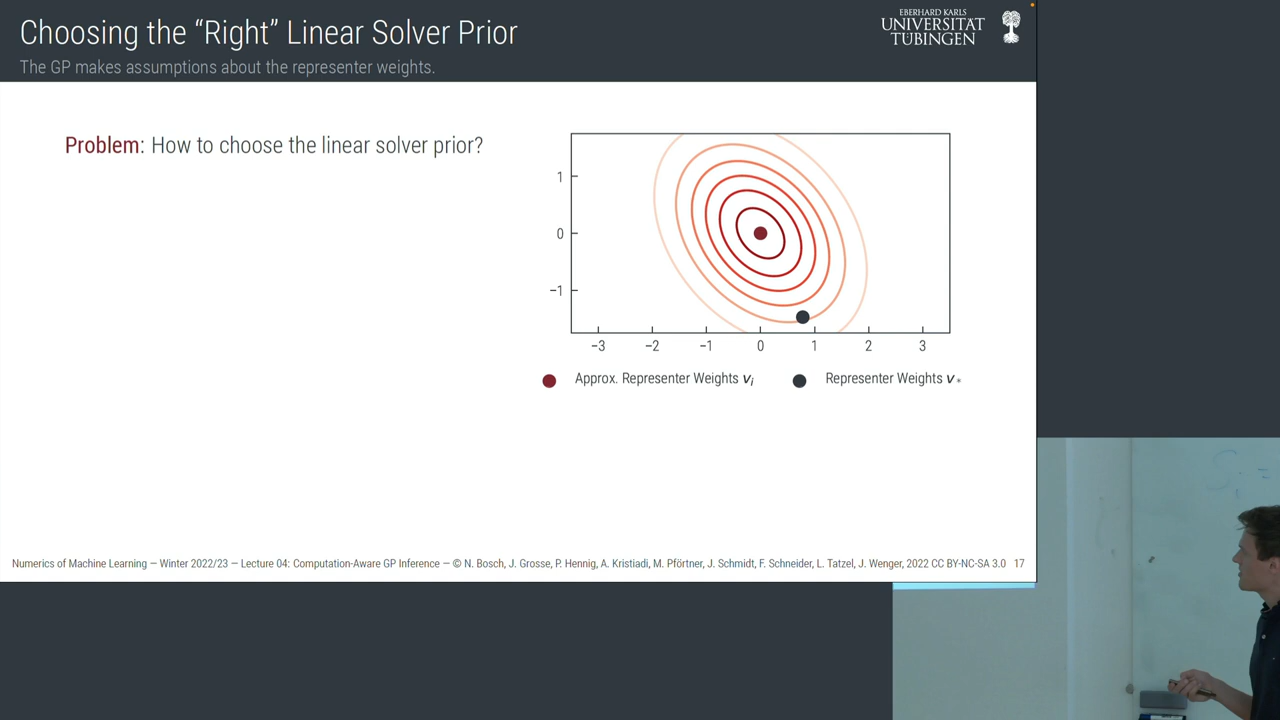 Choosing the “Right” Linear Solver Prior
The GP makes assumptions about the representer weights.
EBERHARD KARLS
UNIVERSITÄT
TÜBINGEN
Problem: How to choose the linear solver prior?
1
0
−1
−3 −2 −1 0 1 2 3
Approx. Representer Weights vᵢ Representer Weights v*
Numerics of Machine Learning — Winter 2022/23 — Lecture 04: Computation-Aware GP Inference — © N. Bosch, J. Grosse, P. Hennig, A. Kristiadi, M. Pförtner, J. Schmidt, F. Schneider, L. Tatzel, J. Wenger, 2022 CC BY-NC-SA 3.0 17